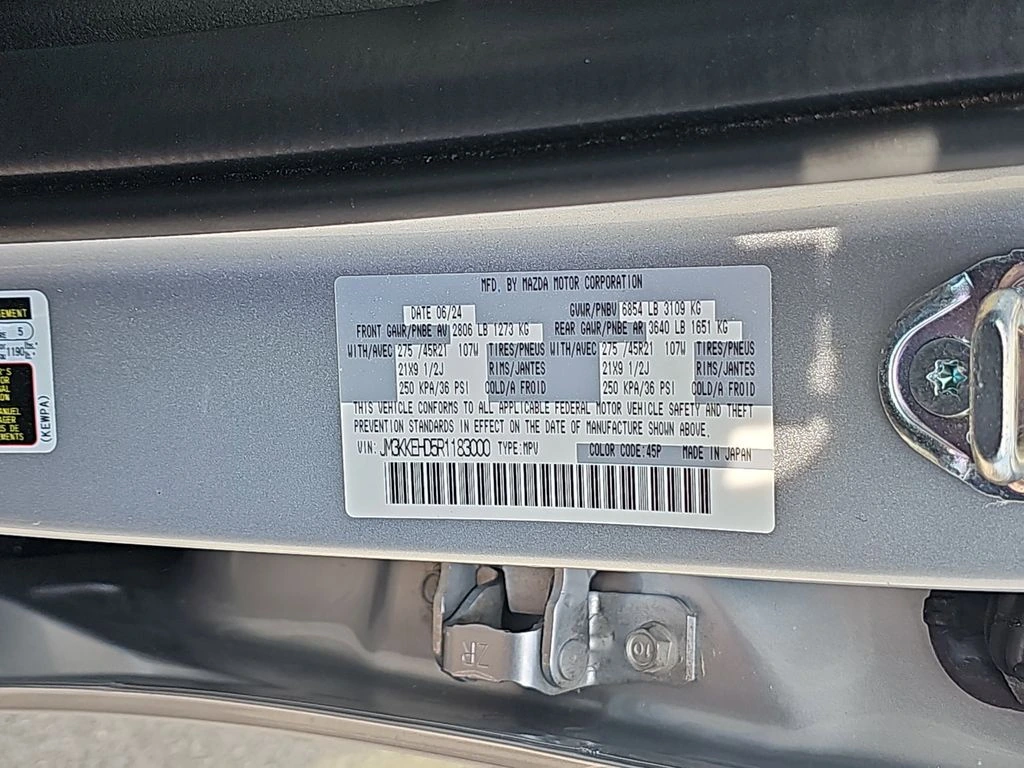 MFD. BY MAZDA MOTOR CORPORATION
DATE 06/24 GVWR/PNBV 6854 LB 3109 KG
FRONT GAWR/PNBE AV 2806 LB 1273 KG REAR GAWR/PNBE AR 3640 LB 1651 KG
WITH/AVEC 275 /45R21 107W TIRES/PNEUS WITH/AVEC 275 /45R21 107W TIRES/PNEUS
21X9 1/2J RIMS/JANTES 21X9 1/2J RIMS/JANTES
250 KPA/36 PSI COLD/A FROID 250 KPA/36 PSI COLD/A FROID
THIS VEHICLE CONFORMS TO ALL APPLICABLE FEDERAL MOTOR VEHICLE SAFETY AND THEFT
PREVENTION STANDARDS IN EFFECT ON THE DATE OF MANUFACTURE SHOWN ABOVE.
VIN: JM3KKEHD5R1183000 TYPE:MPV COLOR CODE:45P MADE IN JAPAN
5
1190
(KEWPA)
ZR
10